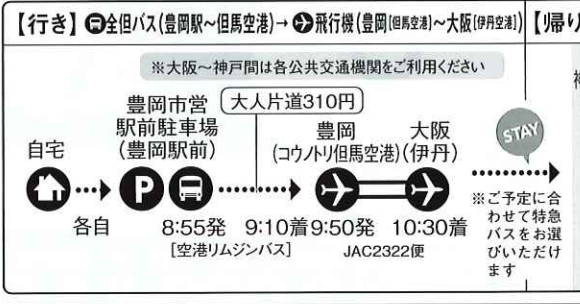 【行き】全但バス(豊岡駅～但馬空港)→飛行機(豊岡[但馬空港]～大阪[伊丹空港])
【帰り
※大阪～神戸間は各公共交通機関をご利用ください
大人片道310円
自宅
豊岡市営
駅前駐車場
(豊岡駅前)
豊岡
(コウノトリ但馬空港)
大阪
(伊丹)
STAY
P
各自
8:55発 9:10着 9:50発 10:30着
[空港リムジンバス]
JAC2322便
※ご予定に合
わせて特急
バスをお選
びいただけ
ます